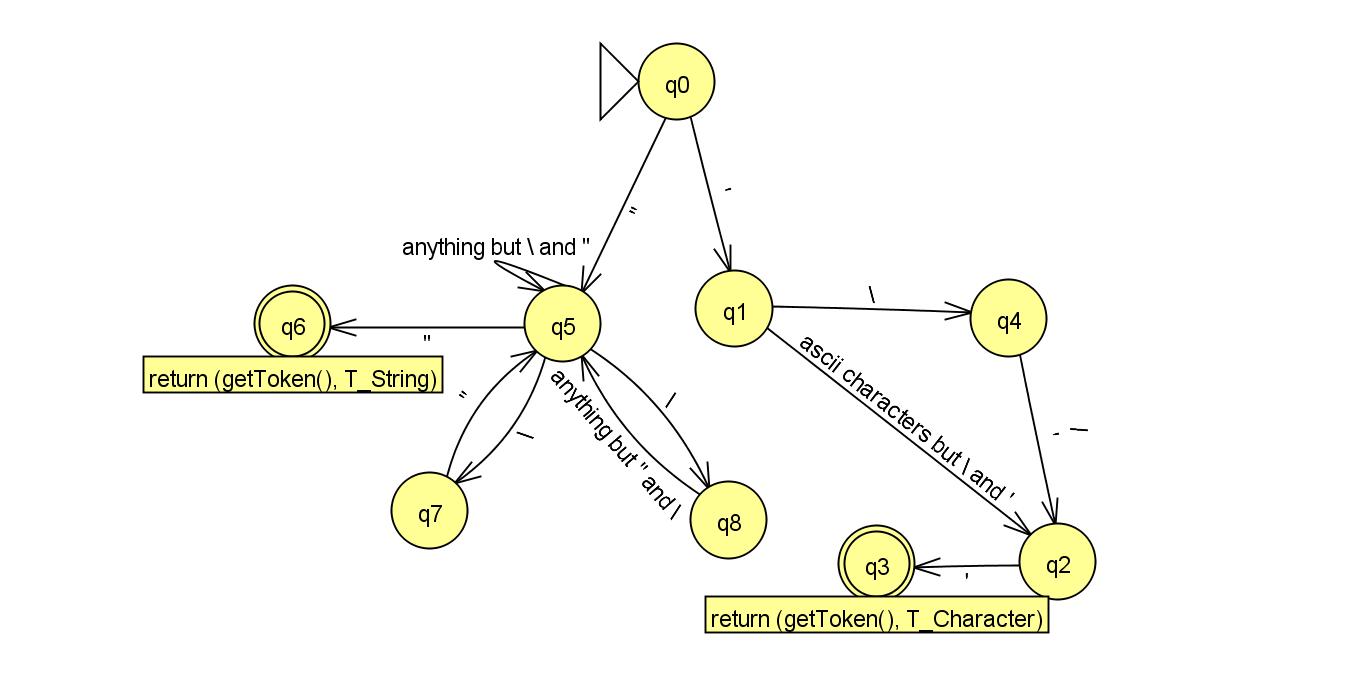 q0
"
'
anything but \ and "
q6
q5
q1
\
q4
"
return (getToken(), T_String)
ascii characters but \ and '
"
\
anything but " and \
\
' \
q7
q8
q3
'
q2
return (getToken(), T_Character)